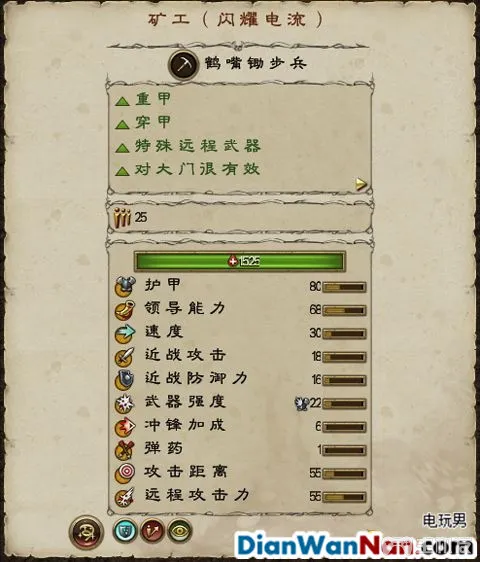 矿工（闪耀电流）
鹤嘴锄步兵
重甲
穿甲
特殊远程武器
对大门很有效
25
1525
护甲 80
领导能力 68
速度 30
近战攻击 18
近战防御力 16
武器强度 22
冲锋加成 6
弹药 1
攻击距离 55
远程攻击力 55
电玩男
DianWanNan.com